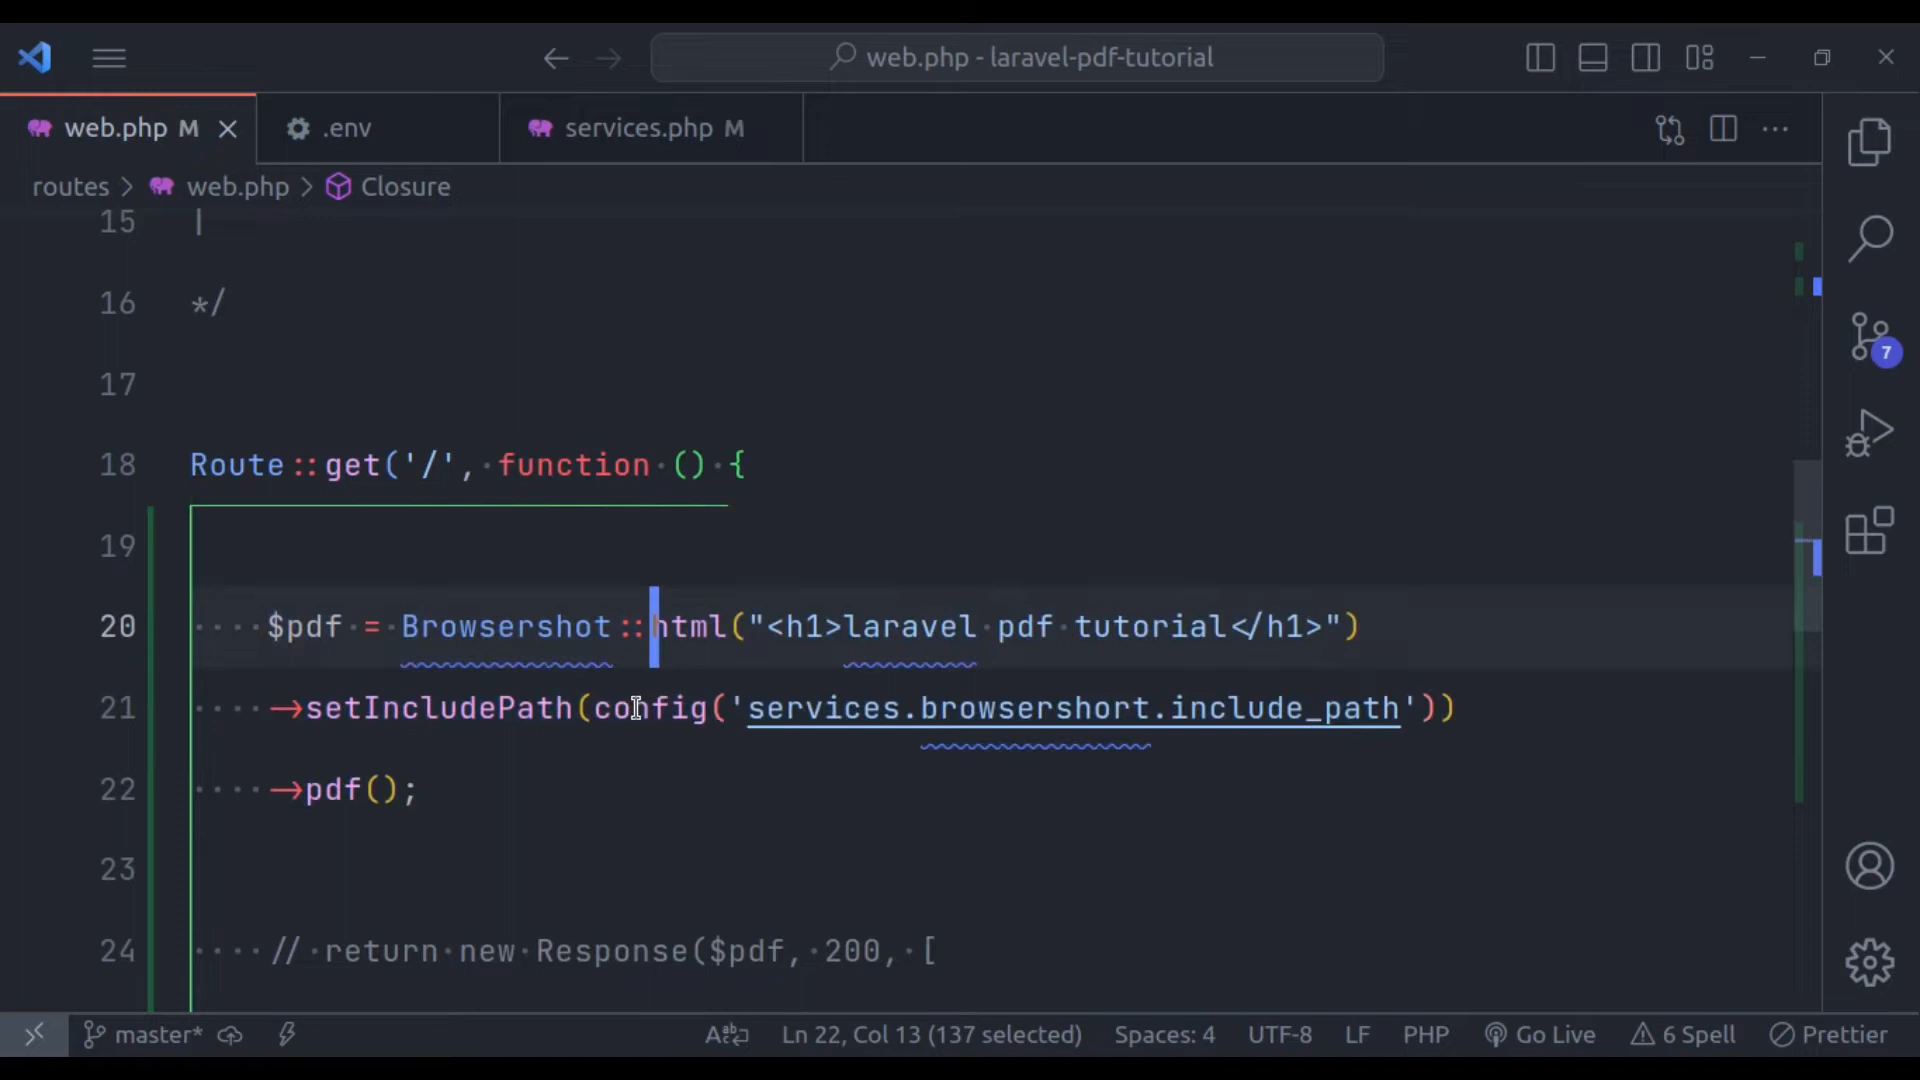 web.php - laravel-pdf-tutorial
web.php M
.env
services.php M
routes > web.php > Closure
15 |
16 */
17
18 Route::get('/', function () {
19
20 $pdf = Browsershot::html("<h1>laravel pdf tutorial</h1>")
21 ->setIncludePath(config('services.browsershort.include_path'))
22 ->pdf();
23
24 // return new Response($pdf, 200, [
7
master*
Ln 22, Col 13 (137 selected)
Spaces: 4
UTF-8
LF
PHP
Go Live
6 Spell
Prettier